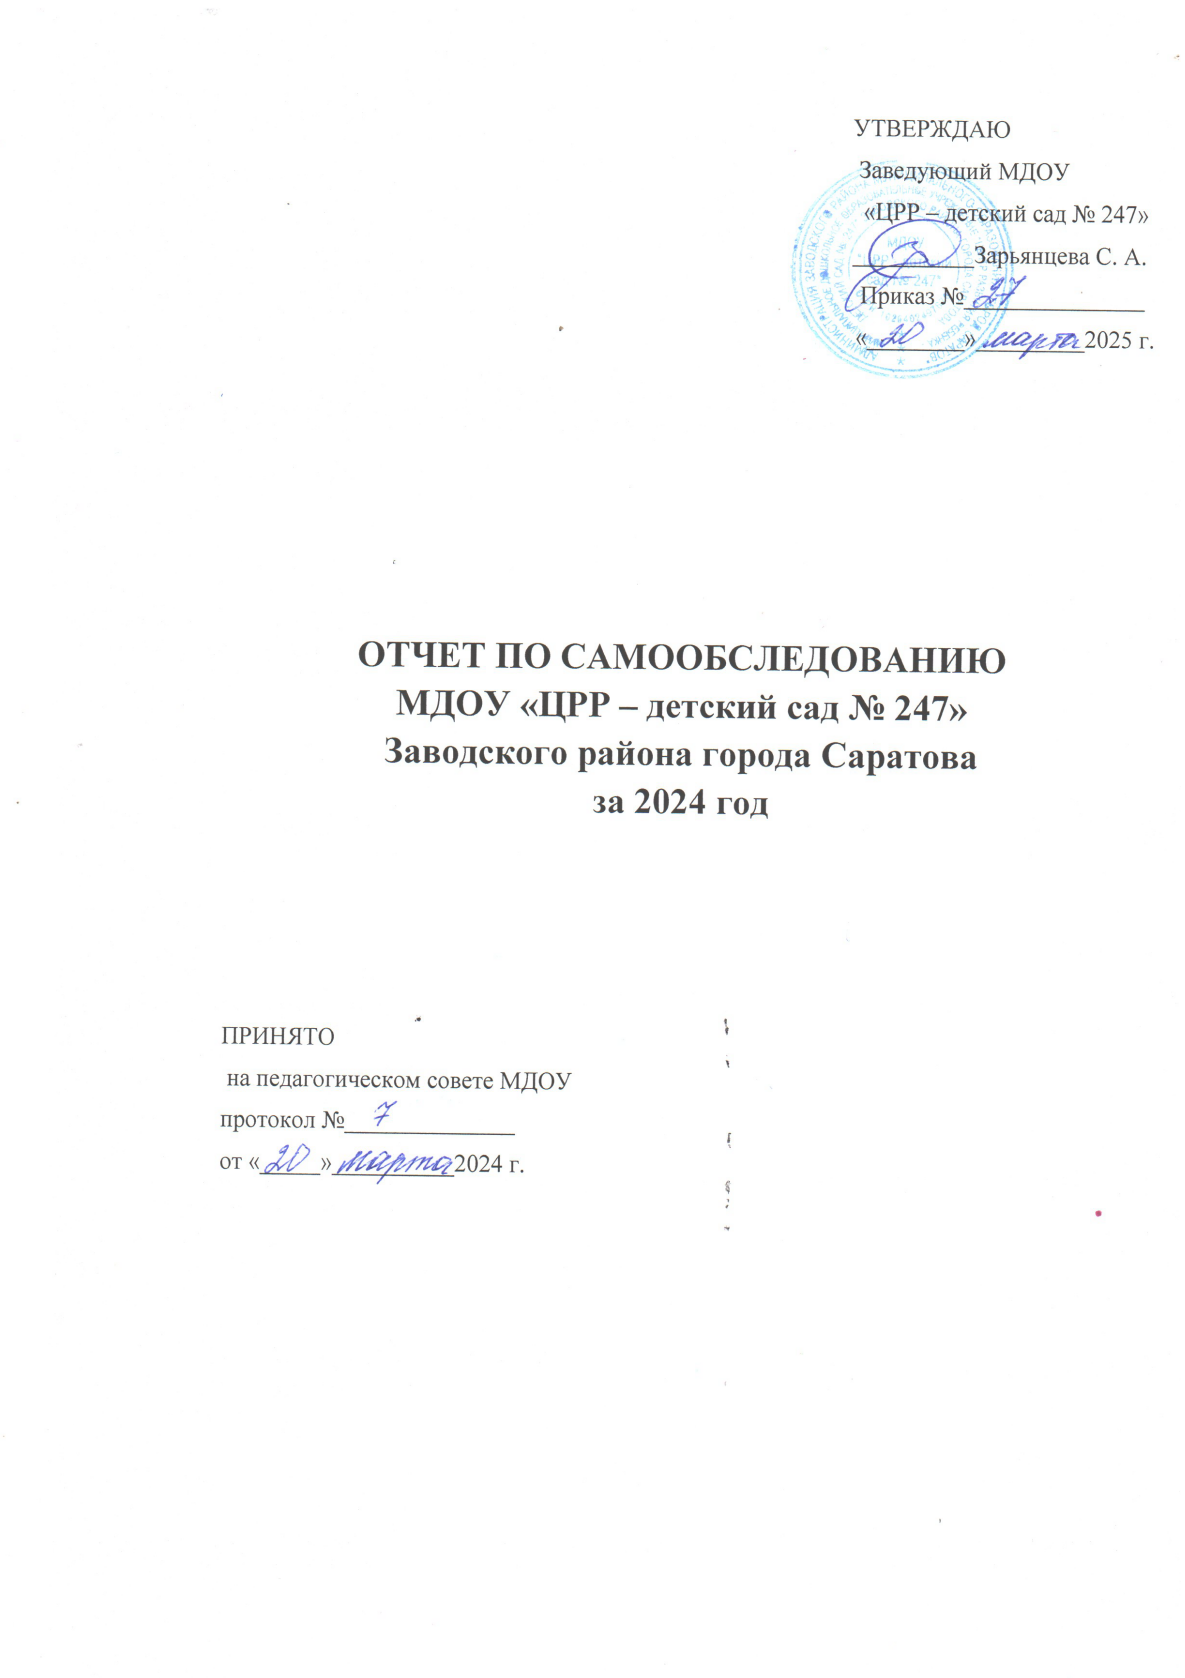 УТВЕРЖДАЮ
Заведующий МДОУ
«ЦРР – детский сад № 247»
__________Зарьянцева С. А.
Приказ № 27
«20» марта 2025 г.
ОТЧЕТ ПО САМООБСЛЕДОВАНИЮ
МДОУ «ЦРР – детский сад № 247»
Заводского района города Саратова
за 2024 год
ПРИНЯТО
на педагогическом совете МДОУ
протокол № 7
от «20» марта 2024 г.